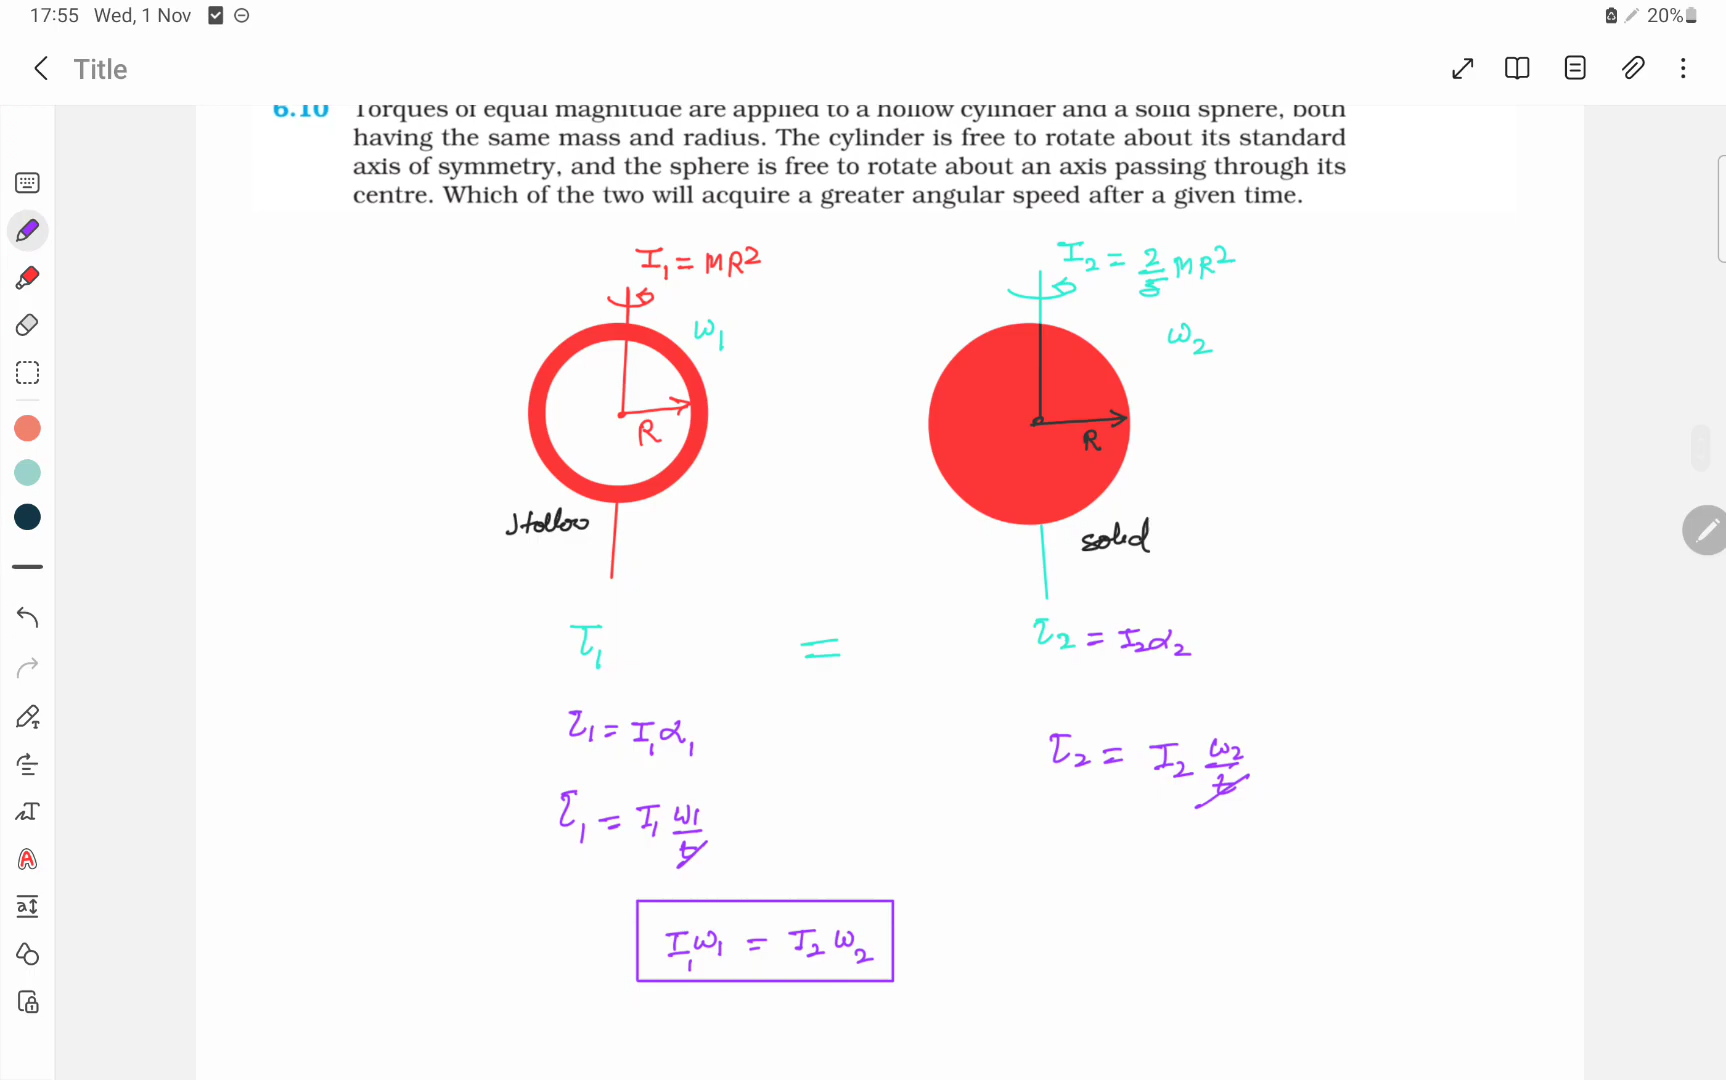 17:55 Wed, 1 Nov 20%
Title
6.10 Torques of equal magnitude are applied to a hollow cylinder and a solid sphere, both
having the same mass and radius. The cylinder is free to rotate about its standard
axis of symmetry, and the sphere is free to rotate about an axis passing through its
centre. Which of the two will acquire a greater angular speed after a given time.
I₁ = MR²
I₂ = 2/5 MR²
ω₁
ω₂
R
R
Hollow
solid
τ₁ = τ₂ = I₂α₂
τ₁ = I₁α₁
τ₂ = I₂ ω₂/t
τ₁ = I₁ ω₁/t
I₁ω₁ = I₂ω₂